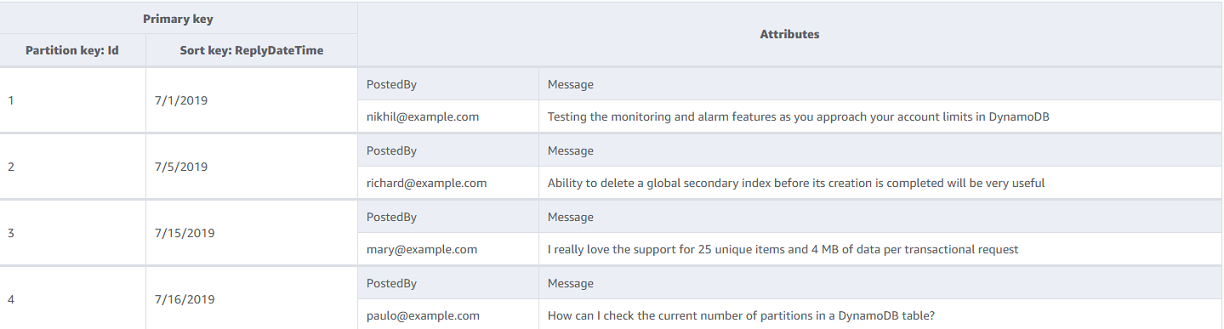 Primary key
Attributes
Partition key: Id Sort key: ReplyDateTime
PostedBy Message
1 7/1/2019
nikhil@example.com Testing the monitoring and alarm features as you approach your account limits in DynamoDB
PostedBy Message
2 7/5/2019
richard@example.com Ability to delete a global secondary index before its creation is completed will be very useful
PostedBy Message
3 7/15/2019
mary@example.com I really love the support for 25 unique items and 4 MB of data per transactional request
PostedBy Message
4 7/16/2019
paulo@example.com How can I check the current number of partitions in a DynamoDB table?